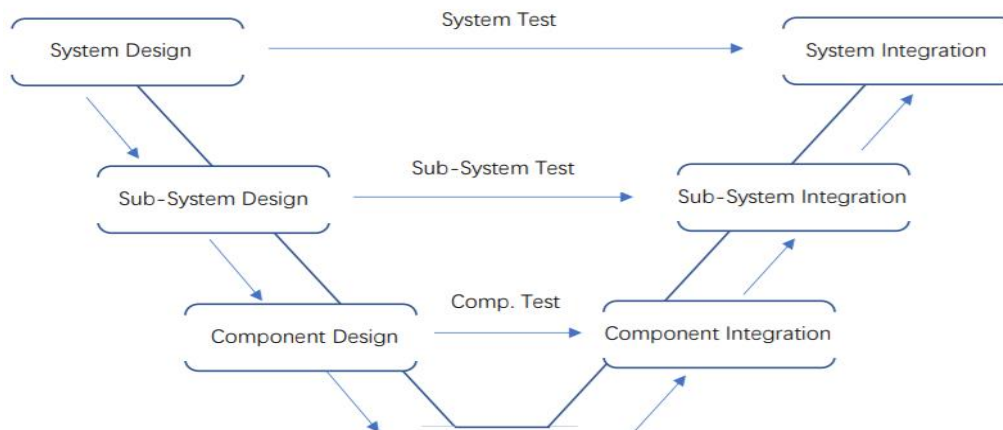 System Test
System Design
System Integration
Sub-System Test
Sub-System Design
Sub-System Integration
Comp. Test
Component Design
Component Integration